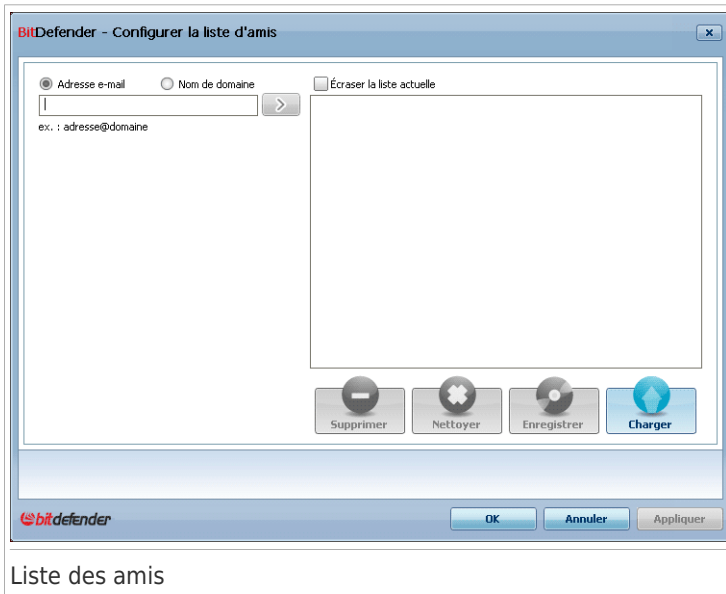 BitDefender - Configurer la liste d'amis
Adresse e-mail Nom de domaine Écraser la liste actuelle
ex. : adresse@domaine
Supprimer Nettoyer Enregistrer Charger
bitdefender OK Annuler Appliquer
Liste des amis